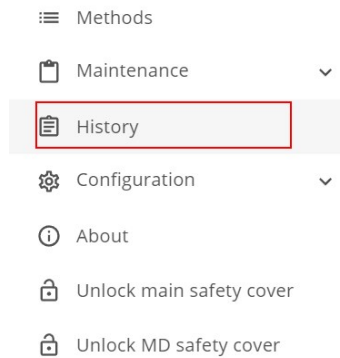 Methods
Maintenance
History
Configuration
About
Unlock main safety cover
Unlock MD safety cover